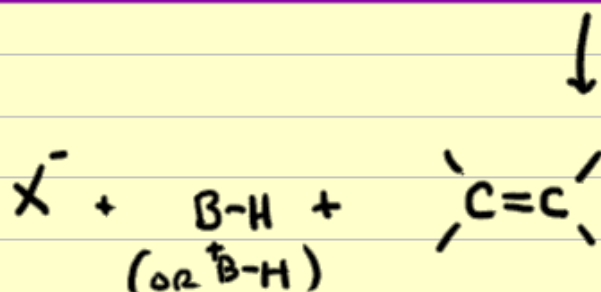 X⁻ + B-H + C=C
(OR ⁺B-H)